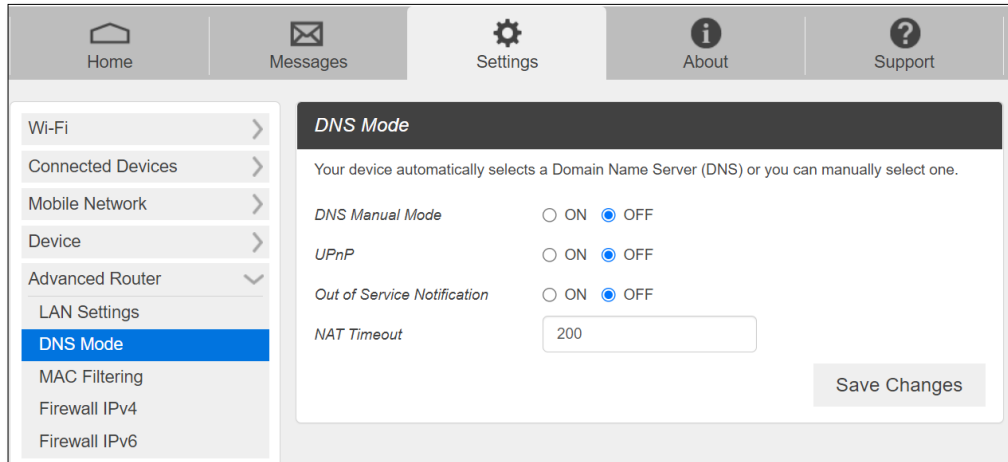 Home Messages Settings About Support
Wi-Fi
Connected Devices
Mobile Network
Device
Advanced Router
LAN Settings
DNS Mode
MAC Filtering
Firewall IPv4
Firewall IPv6
DNS Mode
Your device automatically selects a Domain Name Server (DNS) or you can manually select one.
DNS Manual Mode ON OFF
UPnP ON OFF
Out of Service Notification ON OFF
NAT Timeout 200
Save Changes